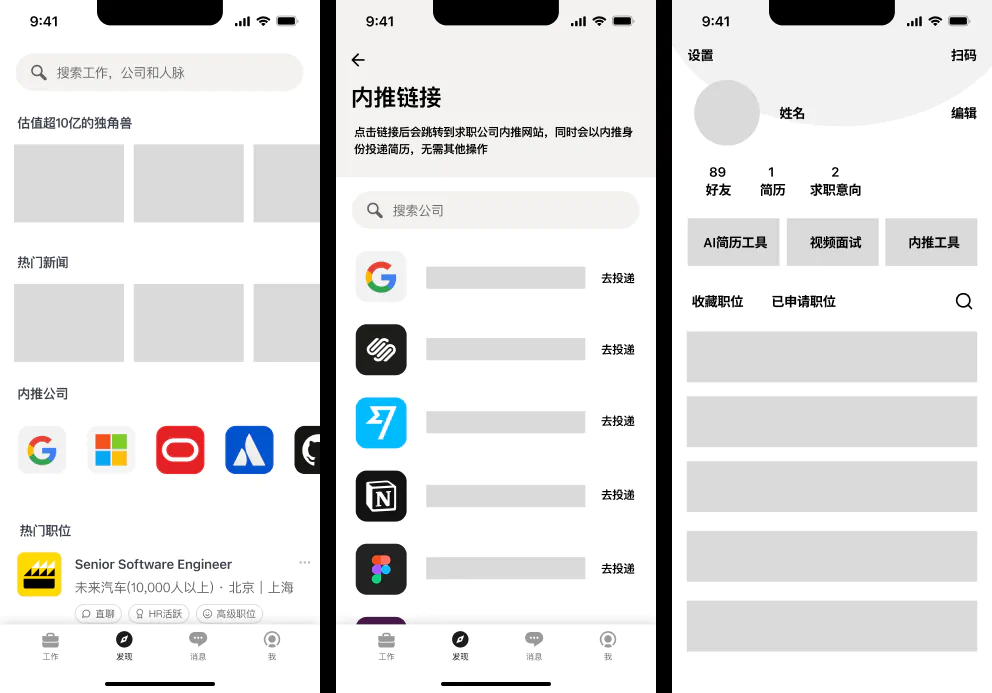 9:41
搜索工作，公司和人脉
估值超10亿的独角兽
热门新闻
内推公司
热门职位
Senior Software Engineer
未来汽车(10,000人以上)· 北京｜上海
直聊
HR活跃
高级职位
工作
发现
消息
我
9:41
内推链接
点击链接后会跳转到求职公司内推网站，同时会以内推身
份投递简历，无需其他操作
搜索公司
去投递
去投递
去投递
去投递
去投递
工作
发现
消息
我
9:41
设置
扫码
姓名
编辑
89
1
2
好友
简历
求职意向
AI简历工具
视频面试
内推工具
收藏职位
已申请职位